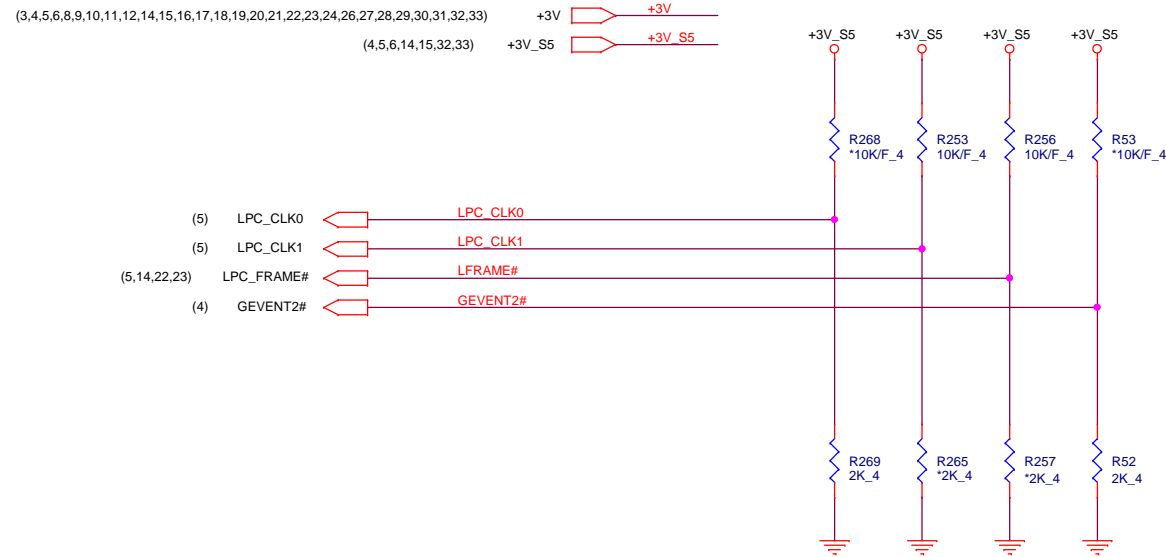 (3,4,5,6,8,9,10,11,12,14,15,16,17,18,19,20,21,22,23,24,26,27,28,29,30,31,32,33) +3V +3V
(4,5,6,14,15,32,33) +3V_S5 +3V_S5
+3V_S5 +3V_S5 +3V_S5 +3V_S5
R268 R253 R256 R53
*10K/F_4 10K/F_4 10K/F_4 *10K/F_4
(5) LPC_CLK0 LPC_CLK0
(5) LPC_CLK1 LPC_CLK1
(5,14,22,23) LPC_FRAME# LFRAME#
(4) GEVENT2# GEVENT2#
R269 R265 R257 R52
2K_4 *2K_4 *2K_4 2K_4